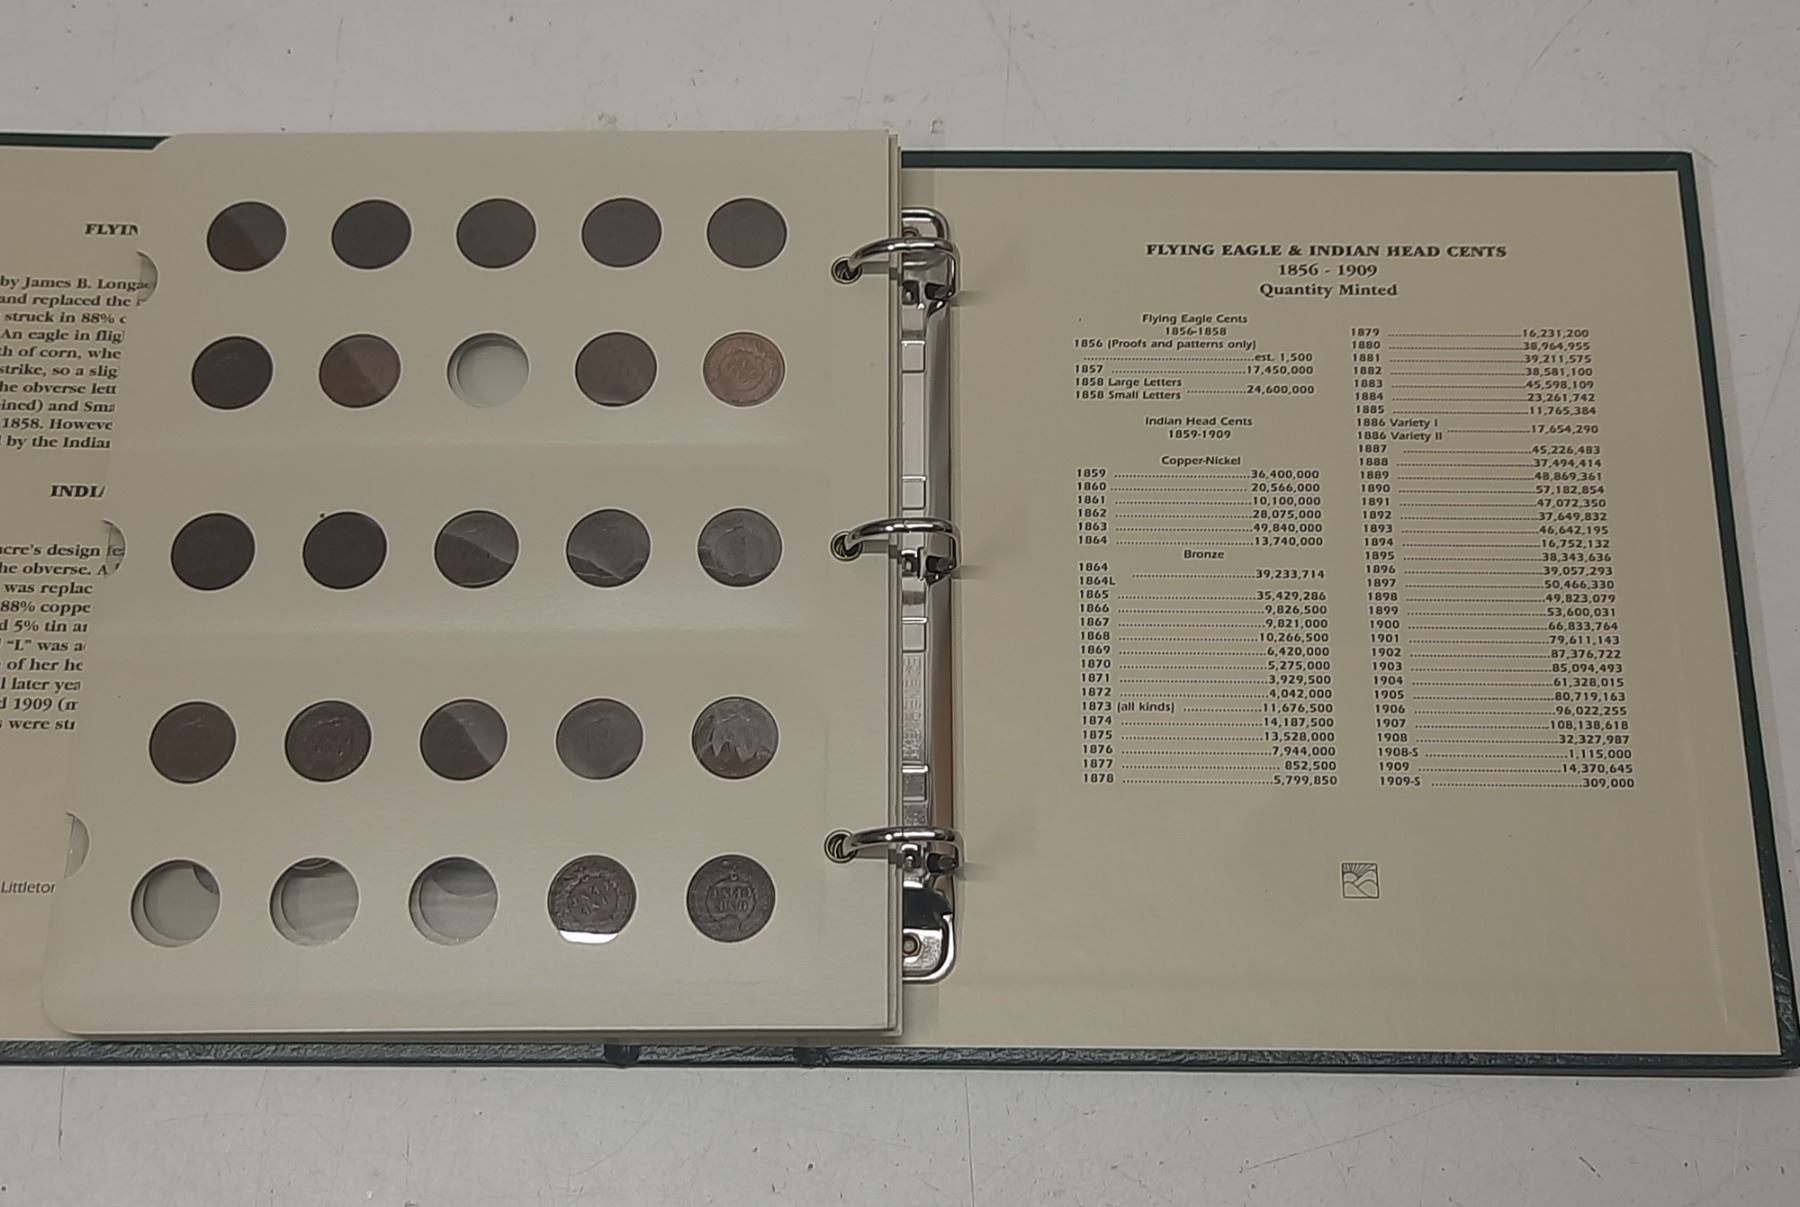 FLYIN
by James B. Longac
and replaced the
struck in 88% c
An eagle in fligh
th of corn, whe
strike, so a slig
he obverse lett
ined) and Sma
1858. Howeve
by the Indian
INDIA
acre's design fe
he obverse. A
was replac
88% coppe
d 5% tin an
"L" was a
of her he
l later yea
d 1909 (m
s were str
Littleton
FLYING EAGLE & INDIAN HEAD CENTS
1856 - 1909
Quantity Minted
Flying Eagle Cents
1856-1858
1856 (Proofs and patterns only)
est. 1,500
1857 17,450,000
1858 Large Letters
1858 Small Letters 24,600,000
Indian Head Cents
1859-1909
Copper-Nickel
1859 36,400,000
1860 20,566,000
1861 10,100,000
1862 28,075,000
1863 49,840,000
1864 13,740,000
Bronze
1864
1864L 39,233,714
1865 35,429,286
1866 9,826,500
1867 9,821,000
1868 10,266,500
1869 6,420,000
1870 5,275,000
1871 3,929,500
1872 4,042,000
1873 (all kinds) 11,676,500
1874 14,187,500
1875 13,528,000
1876 7,944,000
1877 852,500
1878 5,799,850
1879 16,231,200
1880 38,964,955
1881 39,211,575
1882 38,581,100
1883 45,598,109
1884 23,261,742
1885 11,765,384
1886 Variety I
1886 Variety II 17,654,290
1887 45,226,483
1888 37,494,414
1889 48,869,361
1890 57,182,854
1891 47,072,350
1892 37,649,832
1893 46,642,195
1894 16,752,132
1895 38,343,636
1896 39,057,293
1897 50,466,330
1898 49,823,079
1899 53,600,031
1900 66,833,764
1901 79,611,143
1902 87,376,722
1903 85,094,493
1904 61,328,015
1905 80,719,163
1906 96,022,255
1907 108,138,618
1908 32,327,987
1908-S 1,115,000
1909 14,370,645
1909-S 309,000